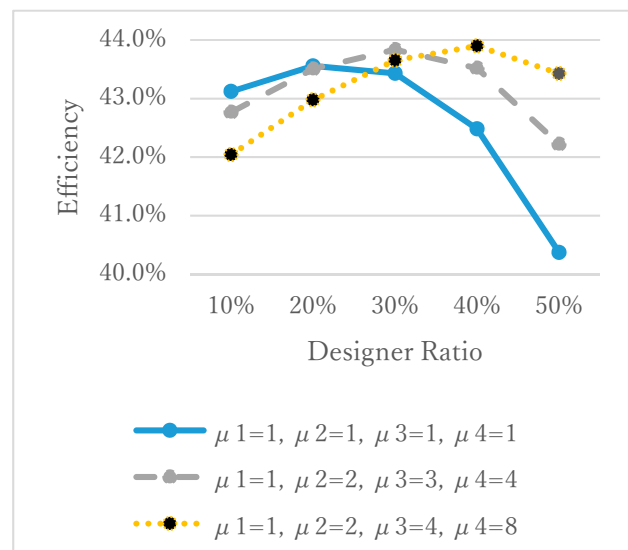 44.0%
43.0%
42.0%
41.0%
40.0%
Efficiency
10% 20% 30% 40% 50%
Designer Ratio
μ1=1, μ2=1, μ3=1, μ4=1
μ1=1, μ2=2, μ3=3, μ4=4
μ1=1, μ2=2, μ3=4, μ4=8